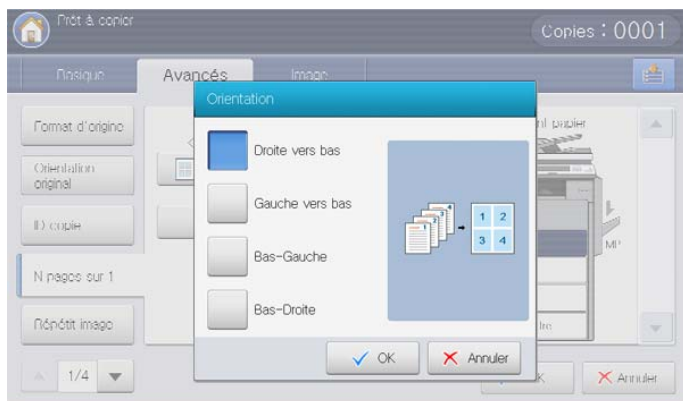 Prêt à copier
Copies : 0001
Basique
Avancés
Image
Orientation
Format d'origine
Droite vers bas
Orientation
original
Gauche vers bas
ID copie
1 2
3 4
MP
Bas-Gauche
N pages sur 1
Bas-Droite
Répétit image
OK
Annuler
1/4
Annuler